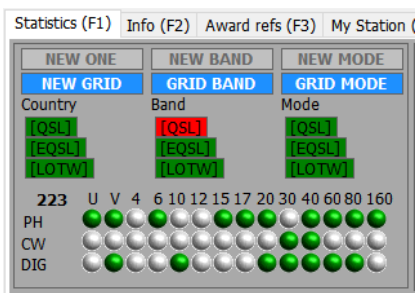 Statistics (F1) Info (F2) Award refs (F3) My Station (
NEW ONE NEW BAND NEW MODE
NEW GRID GRID BAND GRID MODE
Country Band Mode
[QSL] [QSL] [QSL]
[EQSL] [EQSL] [EQSL]
[LOTW] [LOTW] [LOTW]
223 U V 4 6 10 12 15 17 20 30 40 60 80 160
PH
CW
DIG